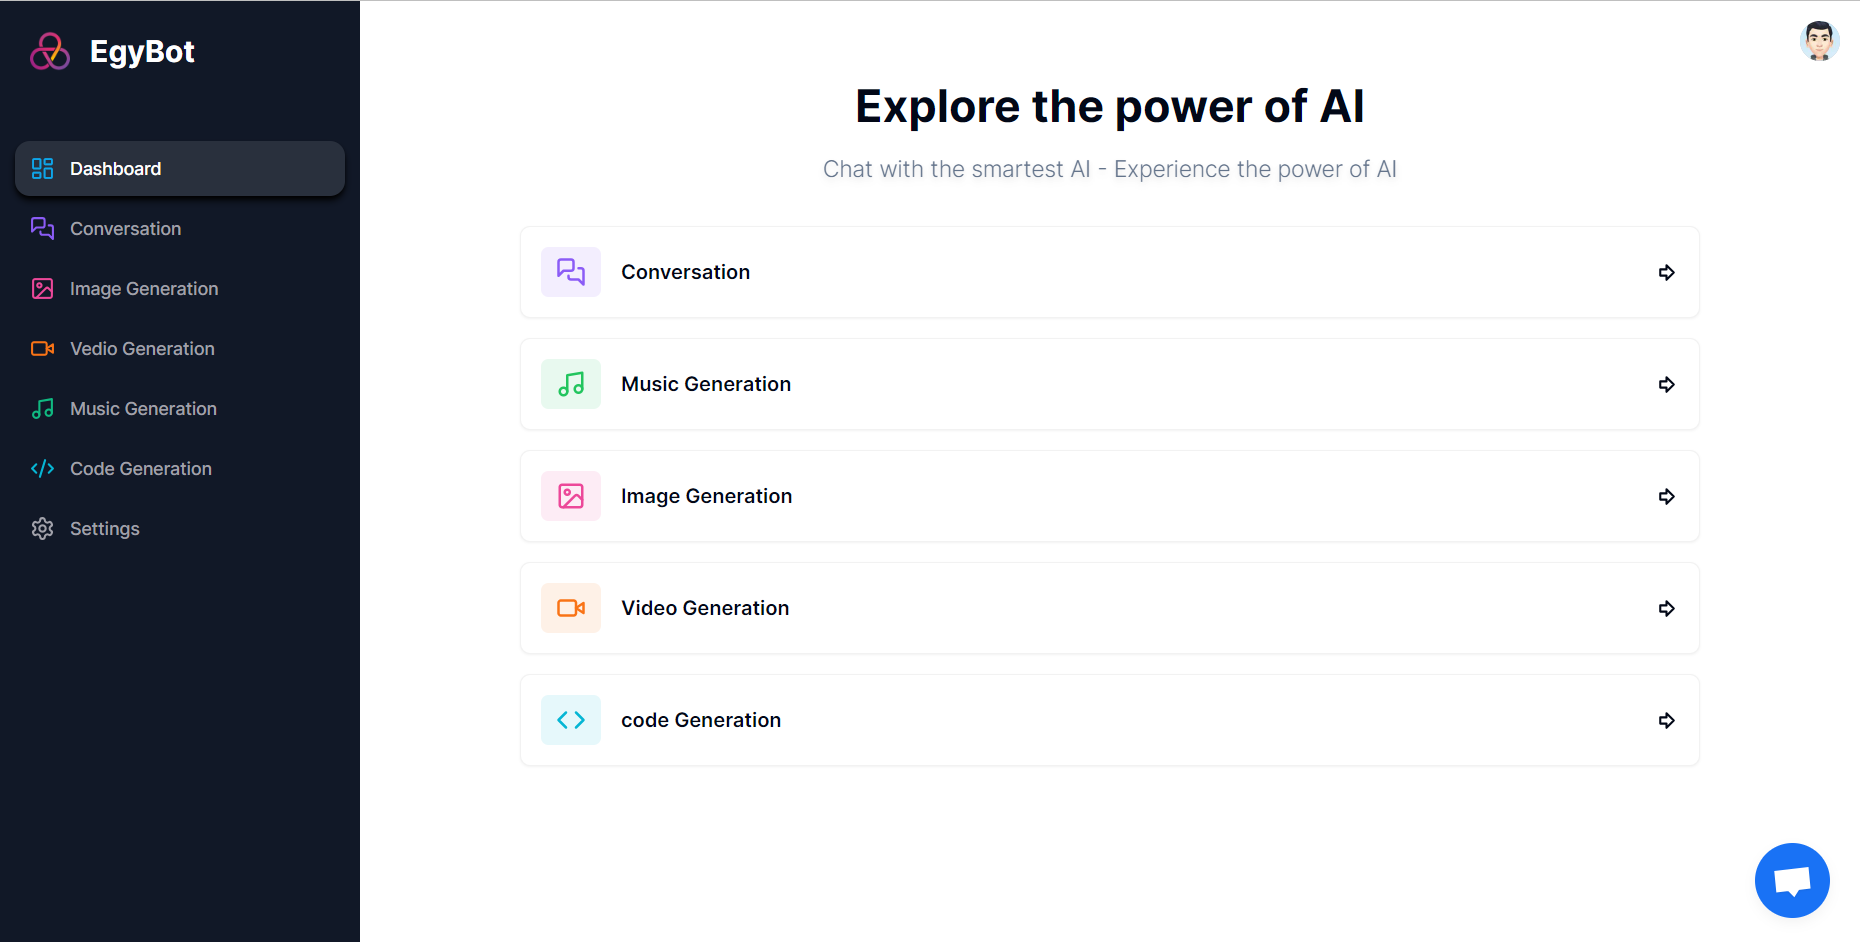 EgyBot
Dashboard
Conversation
Image Generation
Vedio Generation
Music Generation
Code Generation
Settings
Explore the power of AI
Chat with the smartest AI - Experience the power of AI
Conversation
Music Generation
Image Generation
Video Generation
code Generation